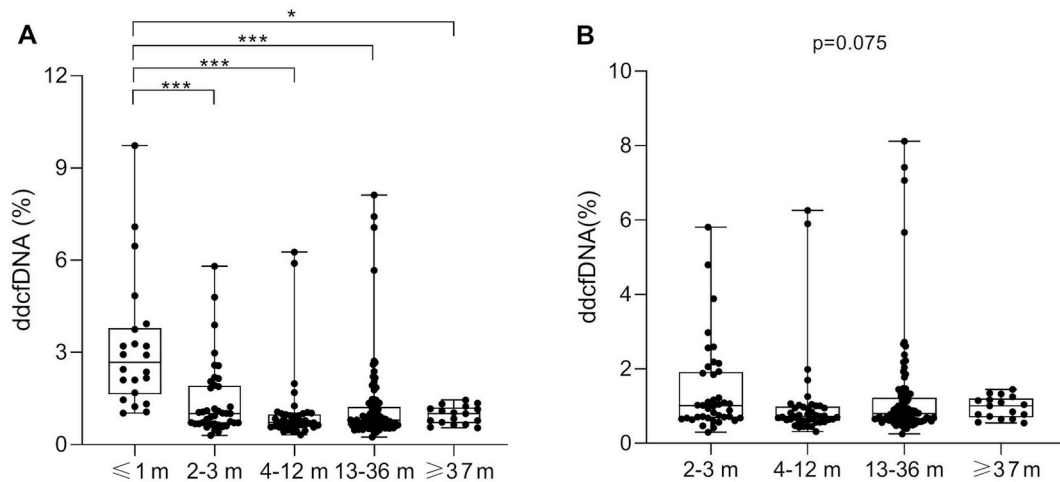 A
*
***
***
***
12
9
6
3
0
ddcfDNA (%)
≤1 m
2-3 m
4-12 m
13-36 m
≥37 m
B
p=0.075
10
8
6
4
2
0
ddcfDNA(%)
2-3 m
4-12 m
13-36 m
≥37 m